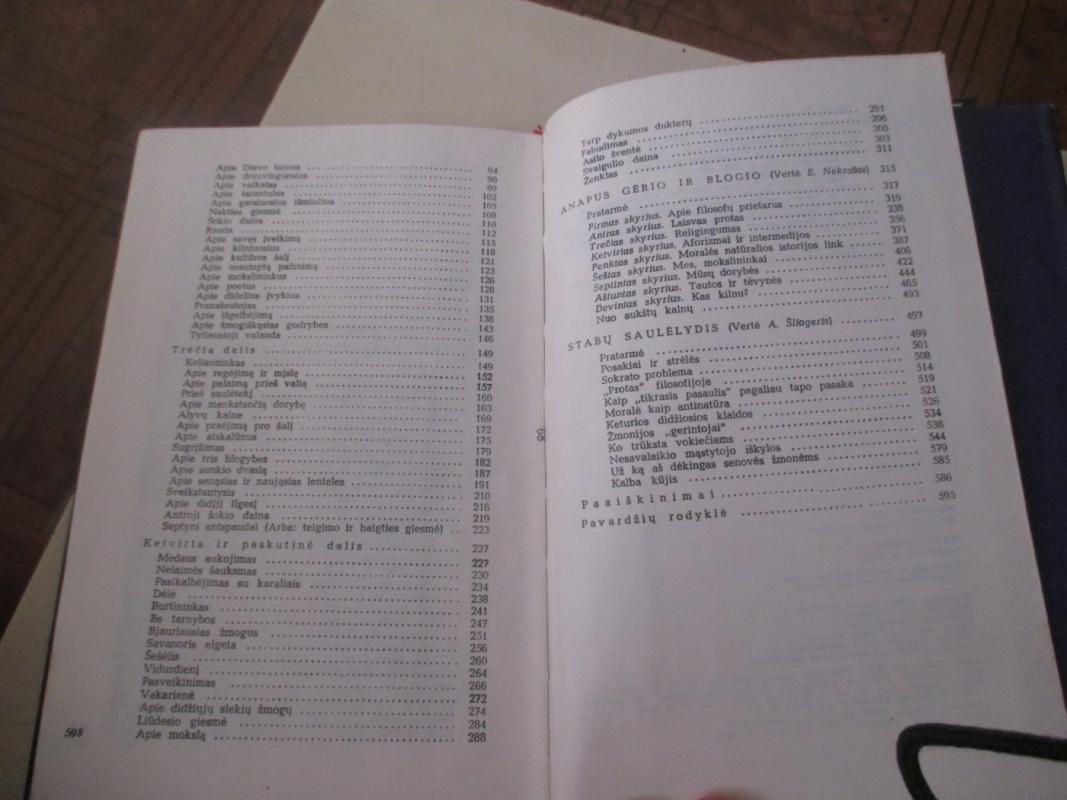 Apie Dievo tarnus 94
Apie dorovinguosius 96
Apie valkatas 99
Apie tarantulus 102
Apie garsiuosius išminčius 105
Nakties giesmė 108
Šokio daina 110
Rauda 112
Apie savęs įveikimą 115
Apie kilniuosius 118
Apie kultūros šalį 121
Apie nesuteptą pažinimą 123
Apie mokslininkus 126
Apie poetus 128
Apie didelius įvykius 131
Pranašautojas 135
Apie išgelbėjimą 138
Apie žmogiškąsias gudrybes 143
Tyliausioji valanda 146
Trečia dalis 149
Keliauninkas 149
Apie regėjimą ir mįslę 152
Apie palaimą prieš valią 157
Prieš saulėtekį 160
Apie menkstančią dorybę 163
Alyvų kalne 169
Apie praėjimą pro šalį 172
Apie atskalūnus 175
Sugrįžimas 179
Apie tris blogybes 182
Apie sunkio dvasią 187
Apie senąsias ir naująsias lenteles 191
Sveikstantysis 210
Apie didįjį ilgesį 216
Antroji šokio daina 219
Septyni antspaudai (Arba: teigimo ir baigties giesmė) 223
Ketvirta ir paskutinė dalis 227
Medaus aukojimas 227
Nelaimės šauksmas 230
Pasikalbėjimas su karaliais 234
Dėlė 238
Burtininkas 241
Be tarnybos 247
Bjauriausias žmogus 251
Savanoris elgeta 256
Šešėlis 260
Vidurdienį 264
Pasveikinimas 266
Vakarienė 272
Apie didžiųjų siekių žmogų 274
Liūdesio giesmė 284
Apie mokslą 288
598
Tarp dykumos dukterų 291
Pabudimas 296
Asilo šventė 300
Svaigulio daina 303
Ženklas 311
ANAPUS GĖRIO IR BLOGIO (Vertė E. Nekrašas) 315
Pratarmė 317
Pirmas skyrius. Apie filosofų prietarus 319
Antras skyrius. Laisvas protas 338
Trečias skyrius. Religingumas 356
Ketvirtas skyrius. Aforizmai ir intermedijos 371
Penktas skyrius. Moralės natūralios istorijos link 387
Šeštas skyrius. Mes, mokslininkai 406
Septintas skyrius. Mūsų dorybės 422
Aštuntas skyrius. Tautos ir tėvynės 444
Devintas skyrius. Kas kilnu? 465
Nuo aukštų kalnų 493
STABŲ SAULĖLYDIS (Vertė A. Šliogeris) 497
Pratarmė 499
Posakiai ir strėlės 501
Sokrato problema 508
„Protas" filosofijoje 514
Kaip „tikrasis pasaulis" pagaliau tapo pasaka 519
Moralė kaip antinatūra 521
Keturios didžiosios klaidos 526
Žmonijos „gerintojai" 534
Ko trūksta vokiečiams 538
Nesavalaikio mąstytojo iškylos 544
Už ką aš dėkingas senovės žmonėms 579
Kalba kūjis 585
Paaiškinimai 586
Pavardžių rodyklė 595